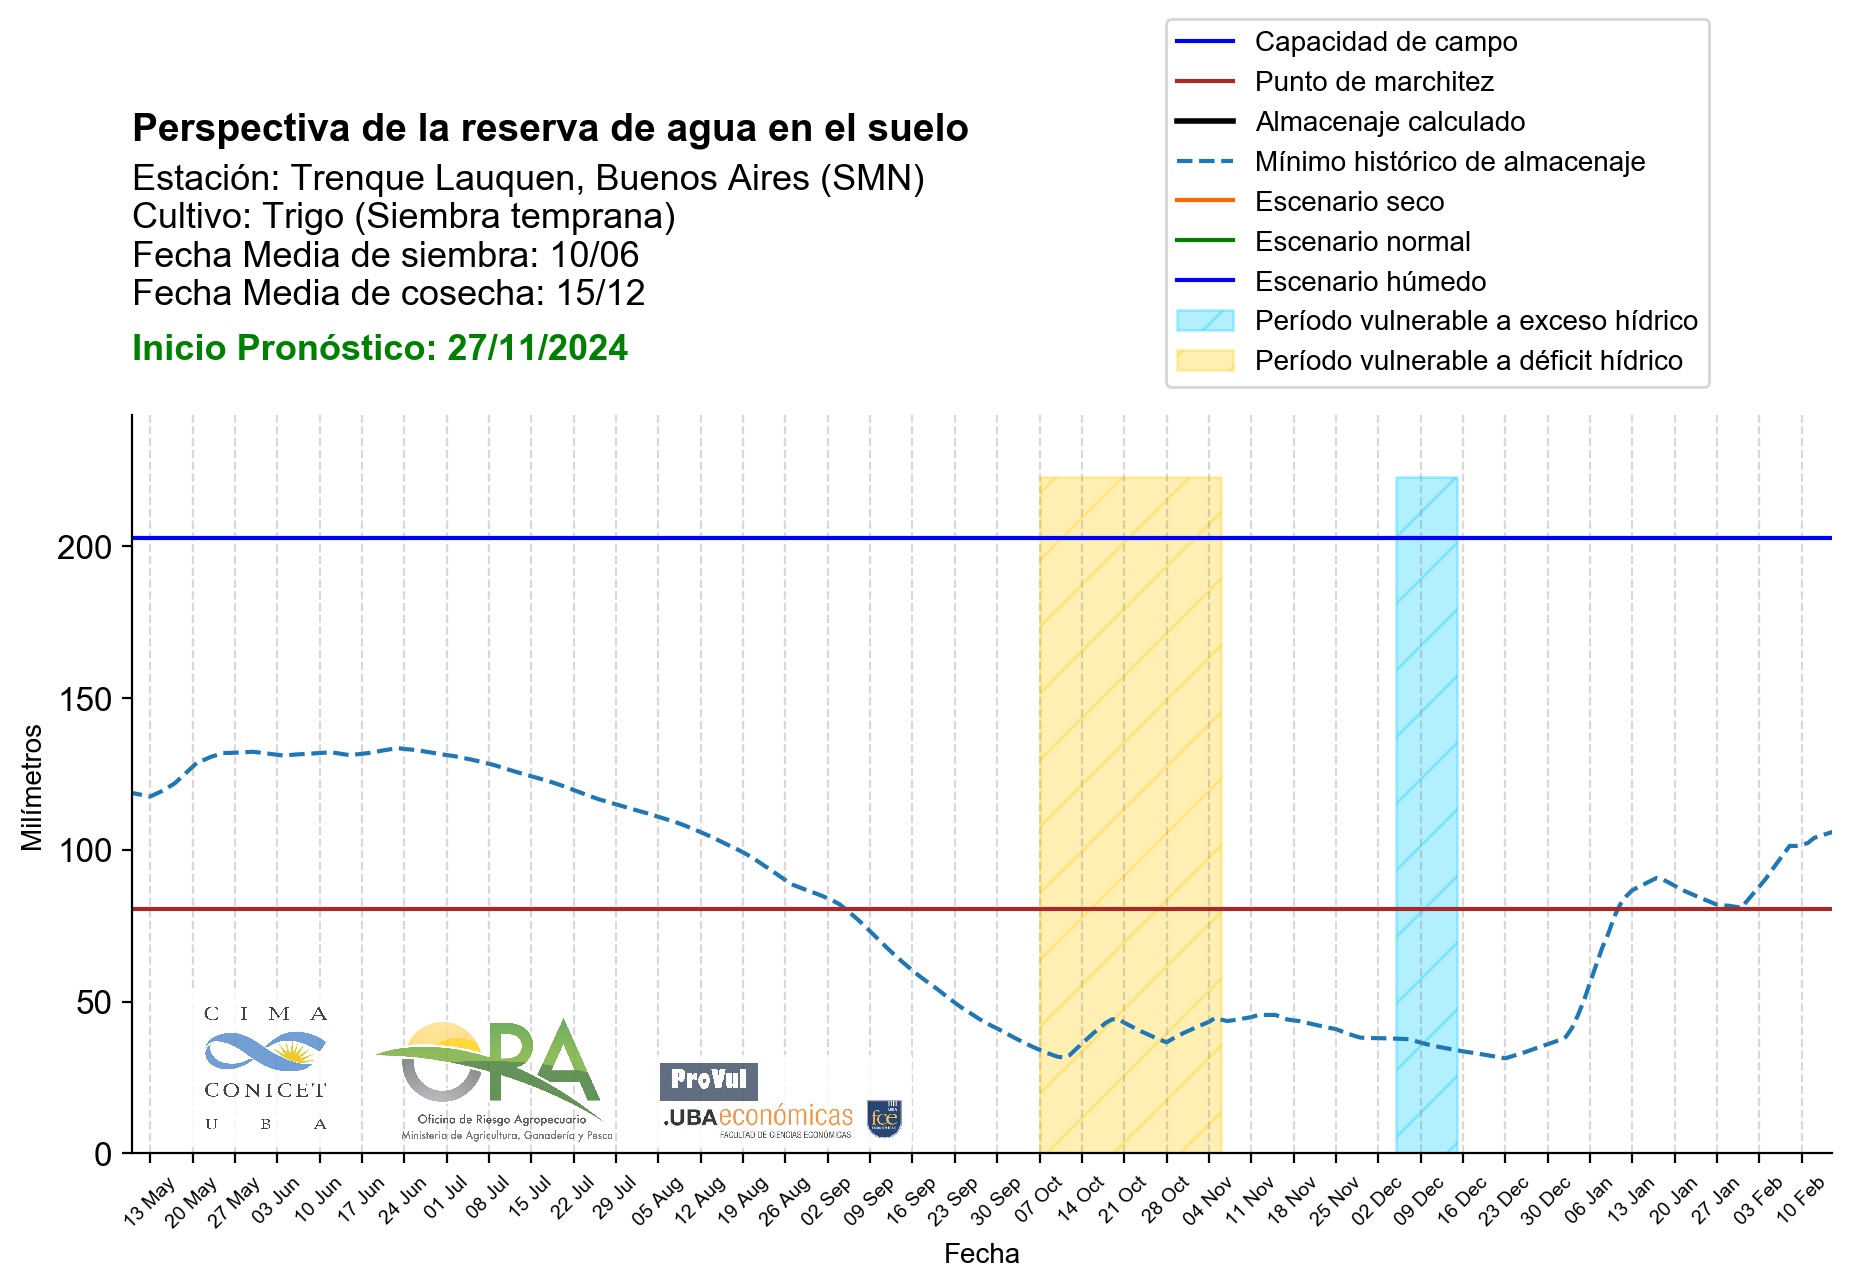 Capacidad de campo
Punto de marchitez
Almacenaje calculado
Mínimo histórico de almacenaje
Escenario seco
Escenario normal
Escenario húmedo
Período vulnerable a exceso hídrico
Período vulnerable a déficit hídrico
Perspectiva de la reserva de agua en el suelo
Estación: Trenque Lauquen, Buenos Aires (SMN)
Cultivo: Trigo (Siembra temprana)
Fecha Media de siembra: 10/06
Fecha Media de cosecha: 15/12
Inicio Pronóstico: 27/11/2024
Milímetros
200
150
100
50
0
CIMA
CONICET
UBA
ORA
Oficina de Riesgo Agropecuario
Ministerio de Agricultura, Ganadería y Pesca
ProVul
.UBAeconómicas
FACULTAD DE CIENCIAS ECONÓMICAS
fce
13 May
20 May
27 May
03 Jun
10 Jun
17 Jun
24 Jun
01 Jul
08 Jul
15 Jul
22 Jul
29 Jul
05 Aug
12 Aug
19 Aug
26 Aug
02 Sep
09 Sep
16 Sep
23 Sep
30 Sep
07 Oct
14 Oct
21 Oct
28 Oct
04 Nov
11 Nov
18 Nov
25 Nov
02 Dec
09 Dec
16 Dec
23 Dec
30 Dec
06 Jan
13 Jan
20 Jan
27 Jan
03 Feb
10 Feb
Fecha